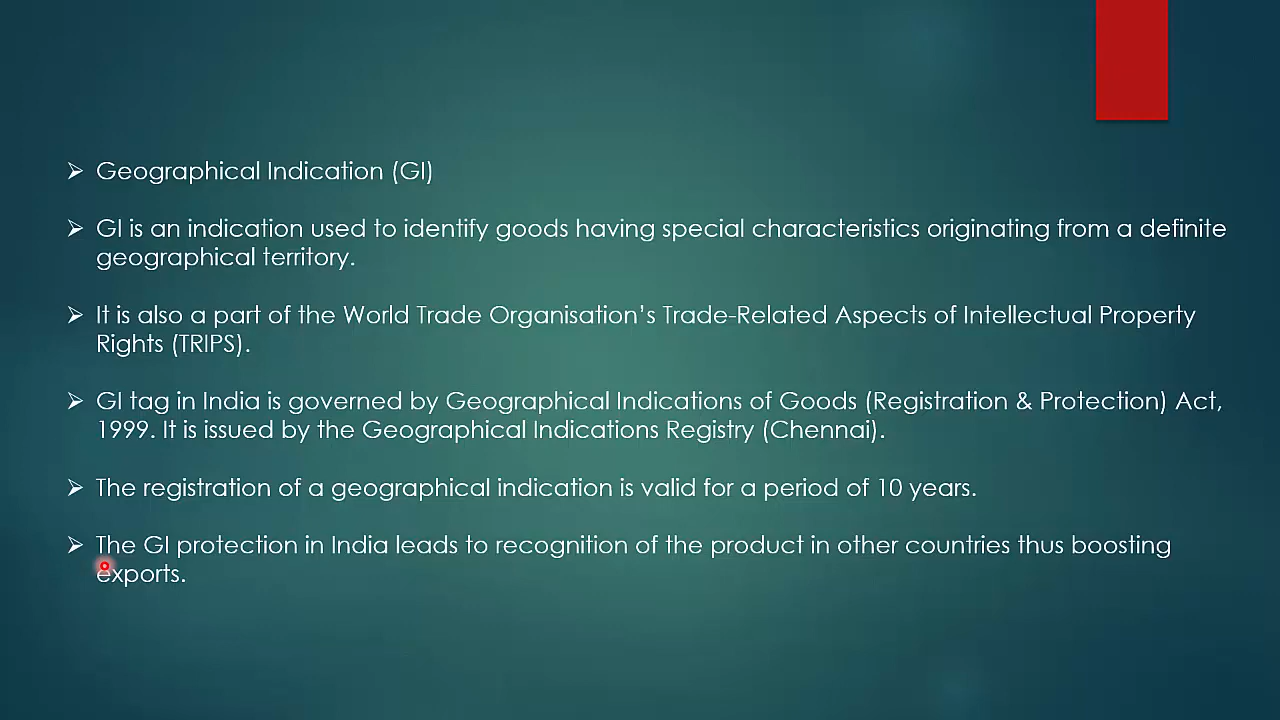 ➢ Geographical Indication (GI)
➢ GI is an indication used to identify goods having special characteristics originating from a definite
geographical territory.
➢ It is also a part of the World Trade Organisation’s Trade-Related Aspects of Intellectual Property
Rights (TRIPS).
➢ GI tag in India is governed by Geographical Indications of Goods (Registration & Protection) Act,
1999. It is issued by the Geographical Indications Registry (Chennai).
➢ The registration of a geographical indication is valid for a period of 10 years.
➢ The GI protection in India leads to recognition of the product in other countries thus boosting
exports.